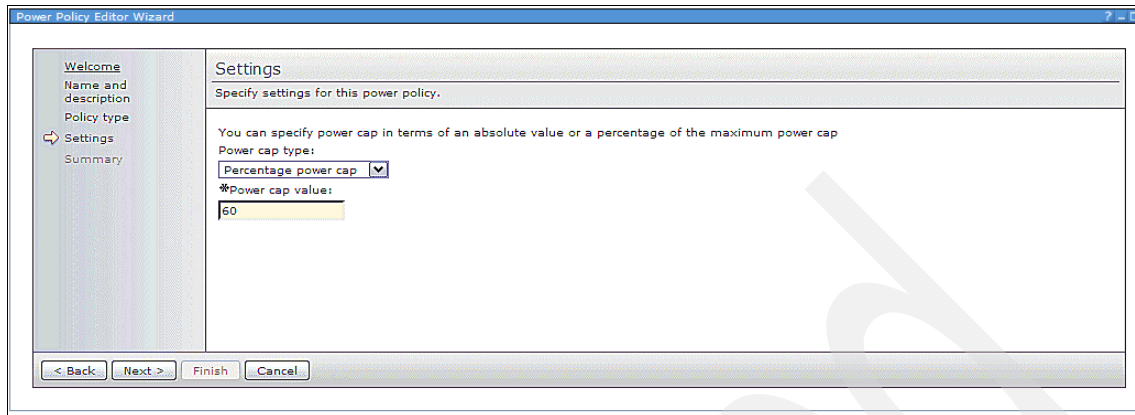 Power Policy Editor Wizard
? –
Welcome
Name and
description
Policy type
Settings
Summary
Settings
Specify settings for this power policy.
You can specify power cap in terms of an absolute value or a percentage of the maximum power cap
Power cap type:
Percentage power cap
*Power cap value:
60
< Back
Next >
Finish
Cancel
d